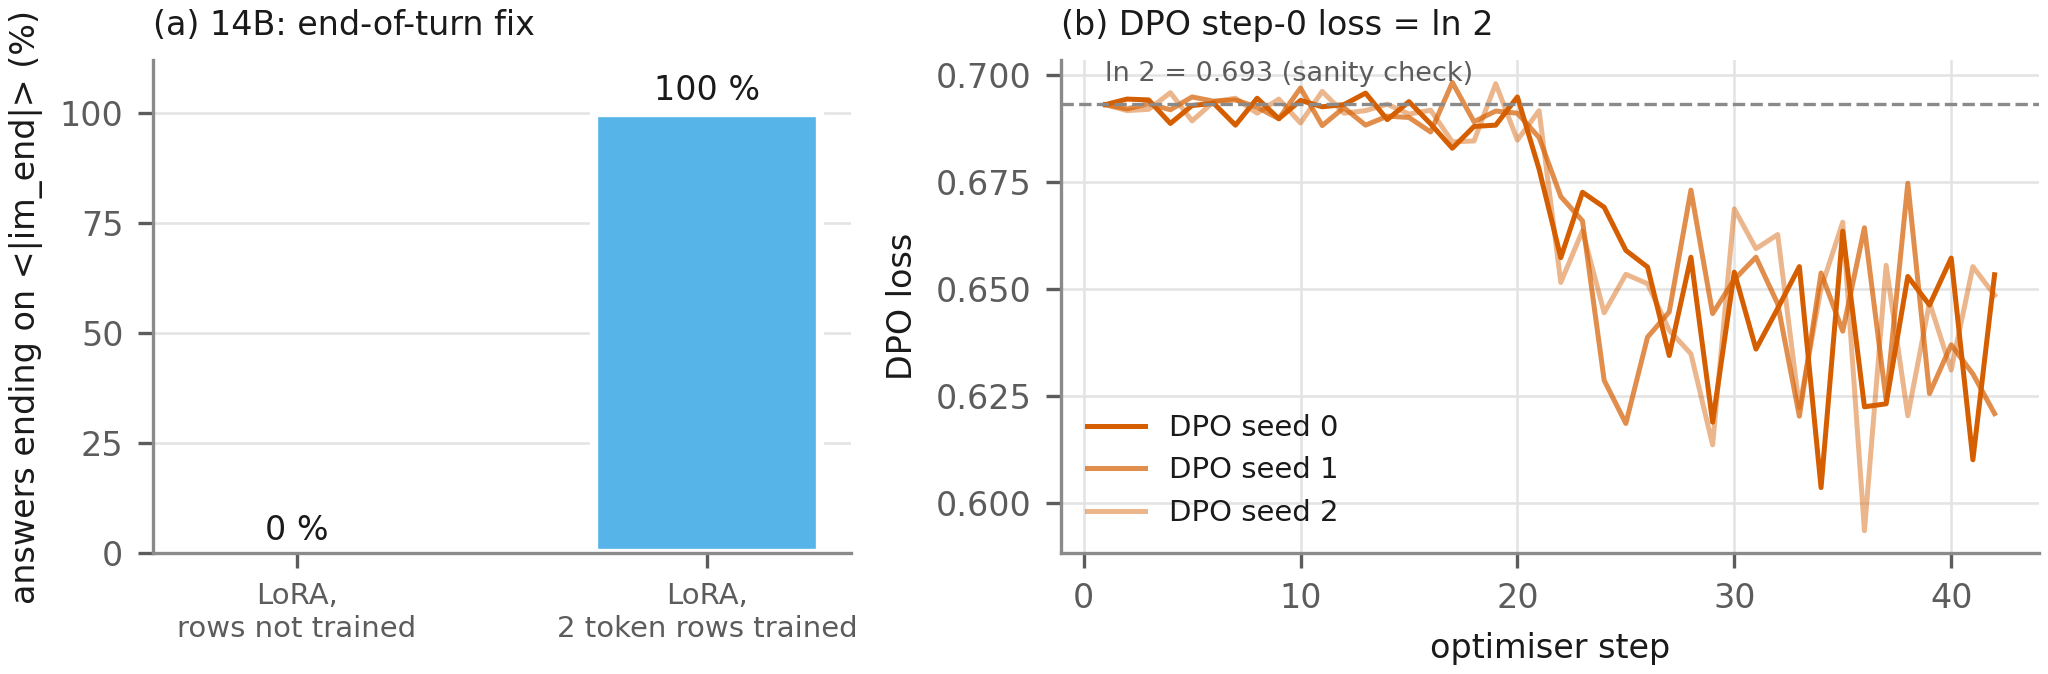 (a) 14B: end-of-turn fix
answers ending on <|im_end|> (%)
100
75
50
25
0
0 %
100 %
LoRA,
rows not trained
LoRA,
2 token rows trained
(b) DPO step-0 loss = ln 2
DPO loss
0.700
0.675
0.650
0.625
0.600
ln 2 = 0.693 (sanity check)
DPO seed 0
DPO seed 1
DPO seed 2
0
10
20
30
40
optimiser step